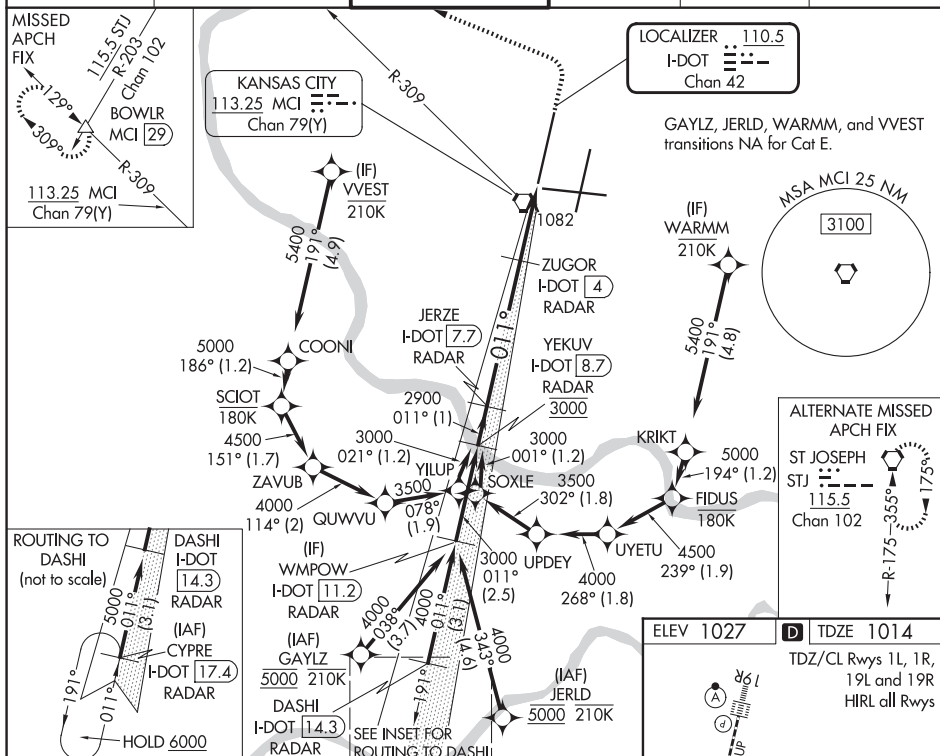 MISSED
APCH
FIX
115.5 STJ
R-203
Chan 102
129°
309°
BOWLR
MCI 29
R-309
113.25 MCI
Chan 79(Y)
KANSAS CITY
113.25 MCI
Chan 79(Y)
R-309
LOCALIZER 110.5
I-DOT
Chan 42
GAYLZ, JERLD, WARMM, and VVEST
transitions NA for Cat E.
MSA MCI 25 NM
3100
(IF)
VVEST
210K
5400
191°
(4.9)
1082
(IF)
WARMM
210K
5400
191°
(4.8)
ZUGOR
I-DOT 4
RADAR
JERZE
I-DOT 7.7
RADAR
011°
YEKUV
I-DOT 8.7
RADAR
3000
COONI
5000
186° (1.2)
SCIOT
180K
4500
151° (1.7)
ZAVUB
4000
114° (2)
QUWVU
3500
078°
(1.9)
2900
011° (1)
3000
021° (1.2)
YILUP
SOXLE
3000
001° (1.2)
3500
302° (1.8)
UPDEY
4000
268° (1.8)
UYETU
4500
239° (1.9)
FIDUS
180K
KRIKT
5000
194° (1.2)
3000
011°
(2.5)
(IF)
WMPOW
I-DOT 11.2
RADAR
4000
038°
(3.7)
4000
011°
(3.1)
4000
343°
(4.6)
(IAF)
GAYLZ
5000 210K
191°
DASHI
I-DOT 14.3
RADAR
SEE INSET FOR
ROUTING TO DASHI
(IAF)
JERLD
5000 210K
ALTERNATE MISSED
APCH FIX
ST JOSEPH
STJ
115.5
Chan 102
175°
R-175
355°
ROUTING TO
DASHI
(not to scale)
DASHI
I-DOT
14.3
RADAR
5000
011°
(3.1)
(IAF)
CYPRE
I-DOT 17.4
RADAR
191°
011°
HOLD 6000
ELEV 1027
D
TDZE 1014
TDZ/CL Rwys 1L, 1R,
19L and 19R
HIRL all Rwys
19R
A
P
UP